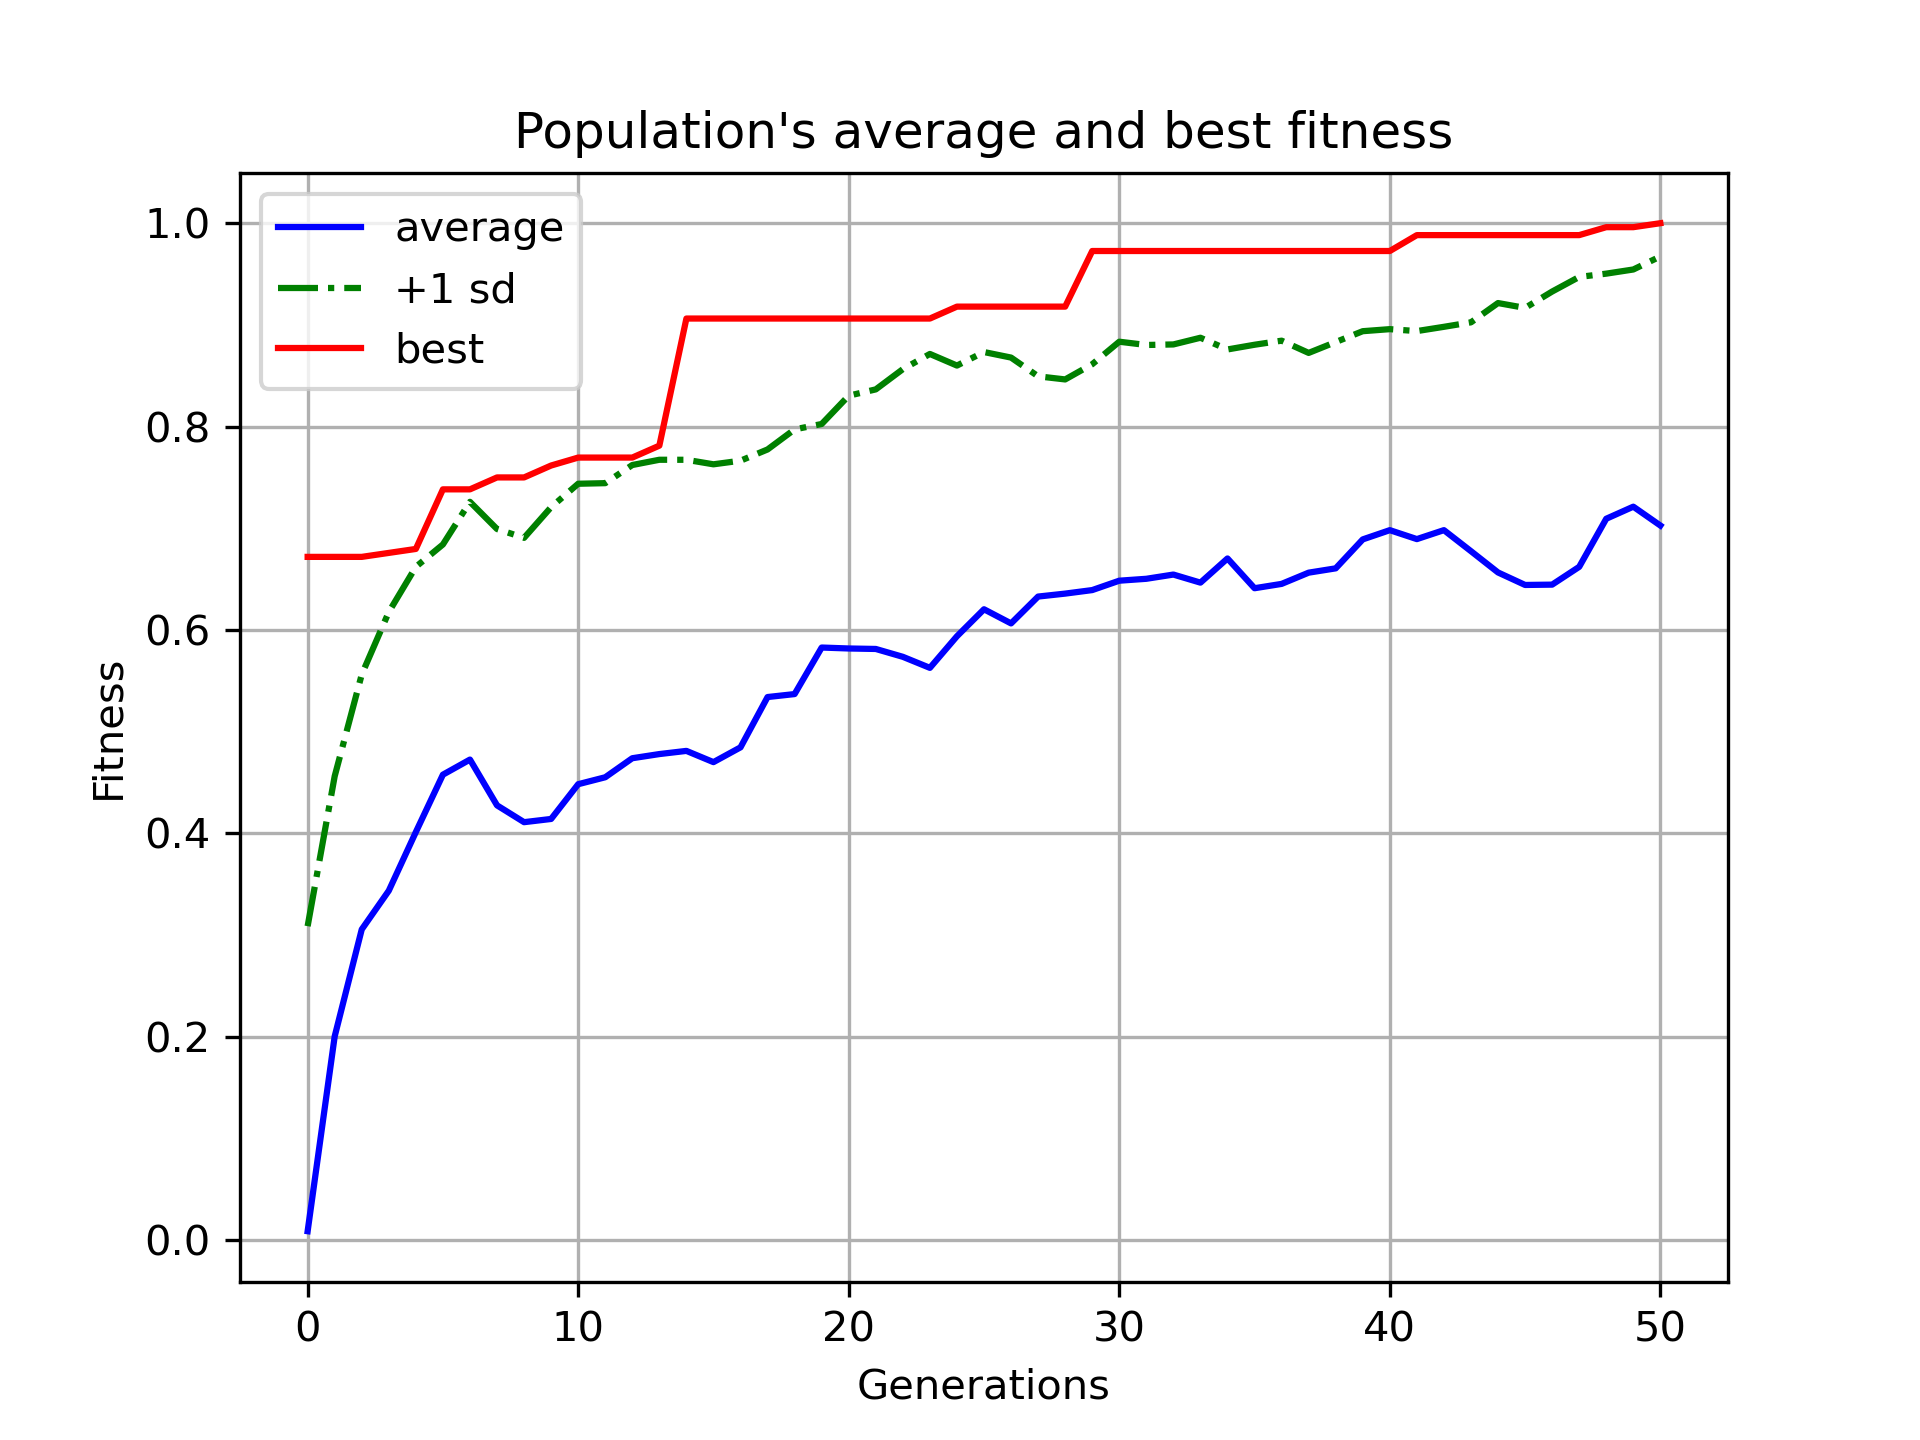 Population's average and best fitness
average
+1 sd
best
1.0
0.8
0.6
0.4
0.2
0.0
Fitness
0 10 20 30 40 50
Generations